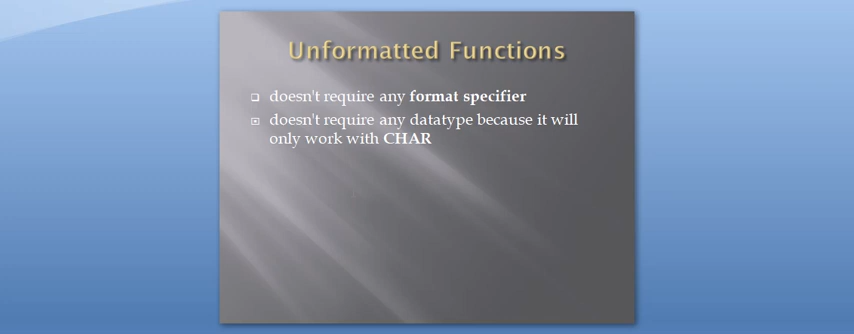 Unformatted Functions
doesn't require any format specifier
doesn't require any datatype because it will
only work with CHAR